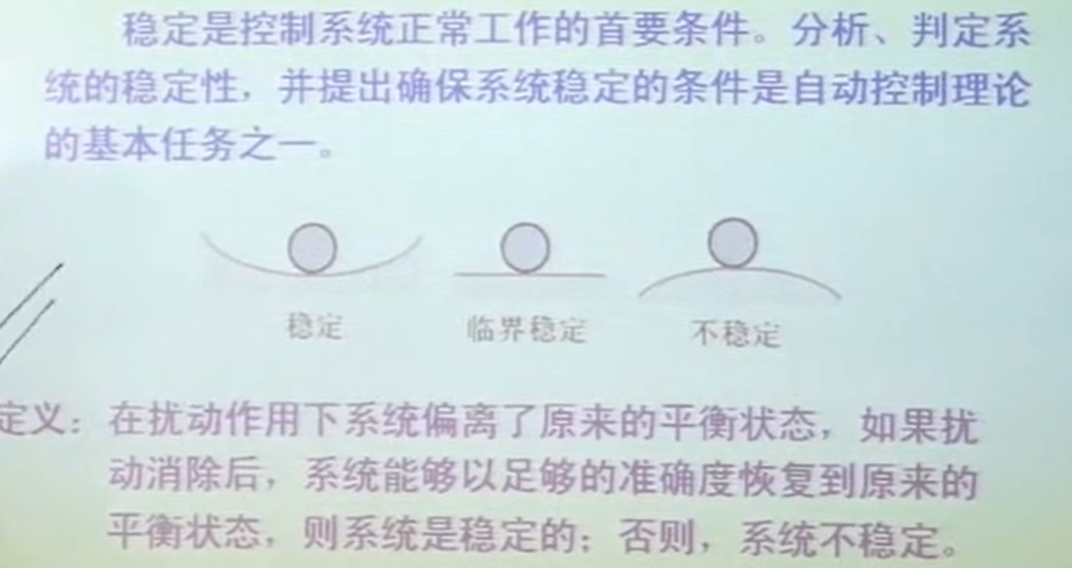 稳定是控制系统正常工作的首要条件。分析、判定系
统的稳定性，并提出确保系统稳定的条件是自动控制理论
的基本任务之一。
稳定 临界稳定 不稳定
定义：在扰动作用下系统偏离了原来的平衡状态，如果扰
动消除后，系统能够以足够的准确度恢复到原来的
平衡状态，则系统是稳定的；否则，系统不稳定。